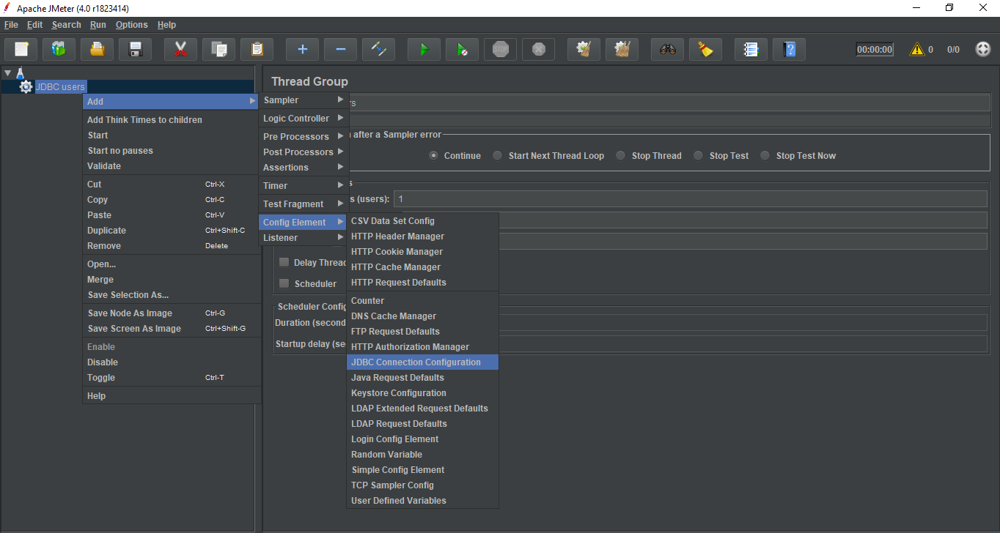 Apache JMeter (4.0 r1823414)
File Edit Search Run Options Help
STOP
?
00:00:00 0 0/0
JDBC users
Thread Group
rs
n after a Sampler error
Continue Start Next Thread Loop Stop Thread Stop Test Stop Test Now
s
s (users): 1
Delay Thread
Scheduler
Scheduler Config
Duration (second
Startup delay (se
Add
Add Think Times to children
Start
Start no pauses
Validate
Cut Ctrl-X
Copy Ctrl-C
Paste Ctrl-V
Duplicate Ctrl+Shift-C
Remove Delete
Open...
Merge
Save Selection As...
Save Node As Image Ctrl-G
Save Screen As Image Ctrl+Shift-G
Enable
Disable
Toggle Ctrl-T
Help
Sampler
Logic Controller
Pre Processors
Post Processors
Assertions
Timer
Test Fragment
Config Element
Listener
CSV Data Set Config
HTTP Header Manager
HTTP Cookie Manager
HTTP Cache Manager
HTTP Request Defaults
Counter
DNS Cache Manager
FTP Request Defaults
HTTP Authorization Manager
JDBC Connection Configuration
Java Request Defaults
Keystore Configuration
LDAP Extended Request Defaults
LDAP Request Defaults
Login Config Element
Random Variable
Simple Config Element
TCP Sampler Config
User Defined Variables